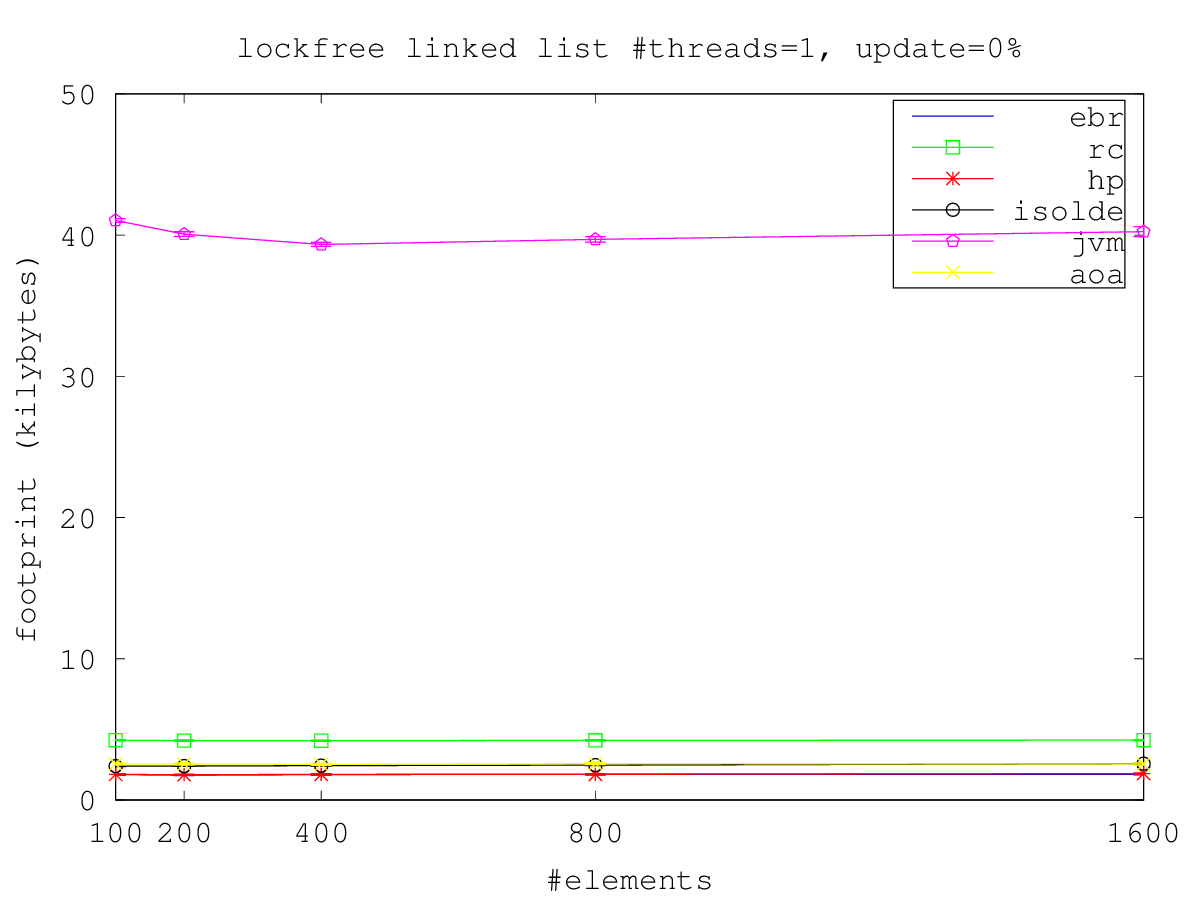 lockfree linked list #threads=1, update=0%
50
40
30
20
10
0
footprint (kilybytes)
ebr
rc
hp
isolde
jvm
aoa
100 200 400 800 1600
#elements